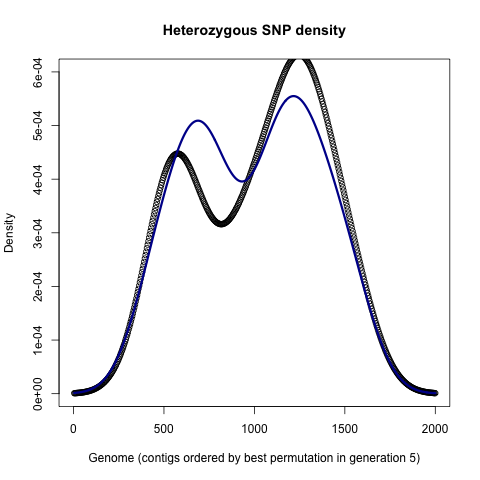 Heterozygous SNP density
Density
6e-04
5e-04
4e-04
3e-04
2e-04
1e-04
0e+00
0 500 1000 1500 2000
Genome (contigs ordered by best permutation in generation 5)